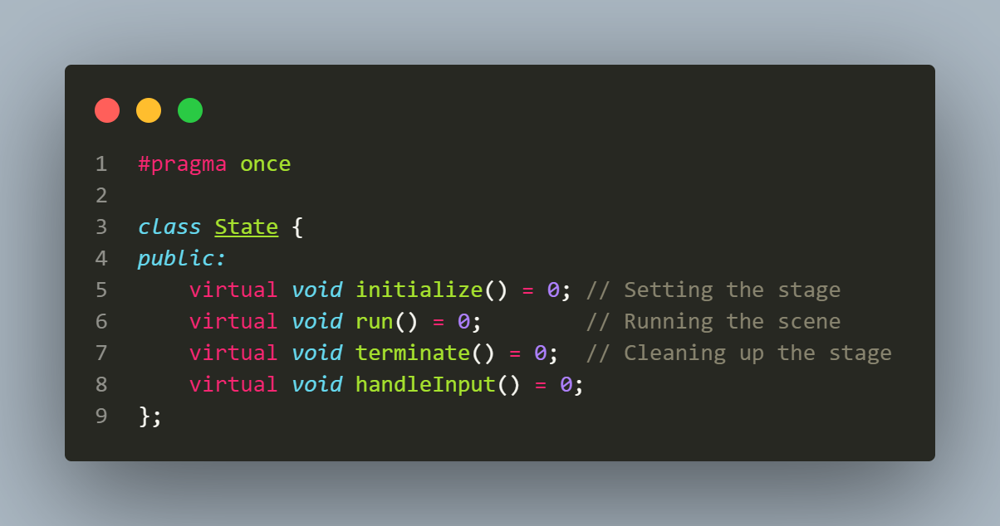 1 #pragma once
2
3 class State {
4 public:
5     virtual void initialize() = 0; // Setting the stage
6     virtual void run() = 0;        // Running the scene
7     virtual void terminate() = 0;  // Cleaning up the stage
8     virtual void handleInput() = 0;
9 };